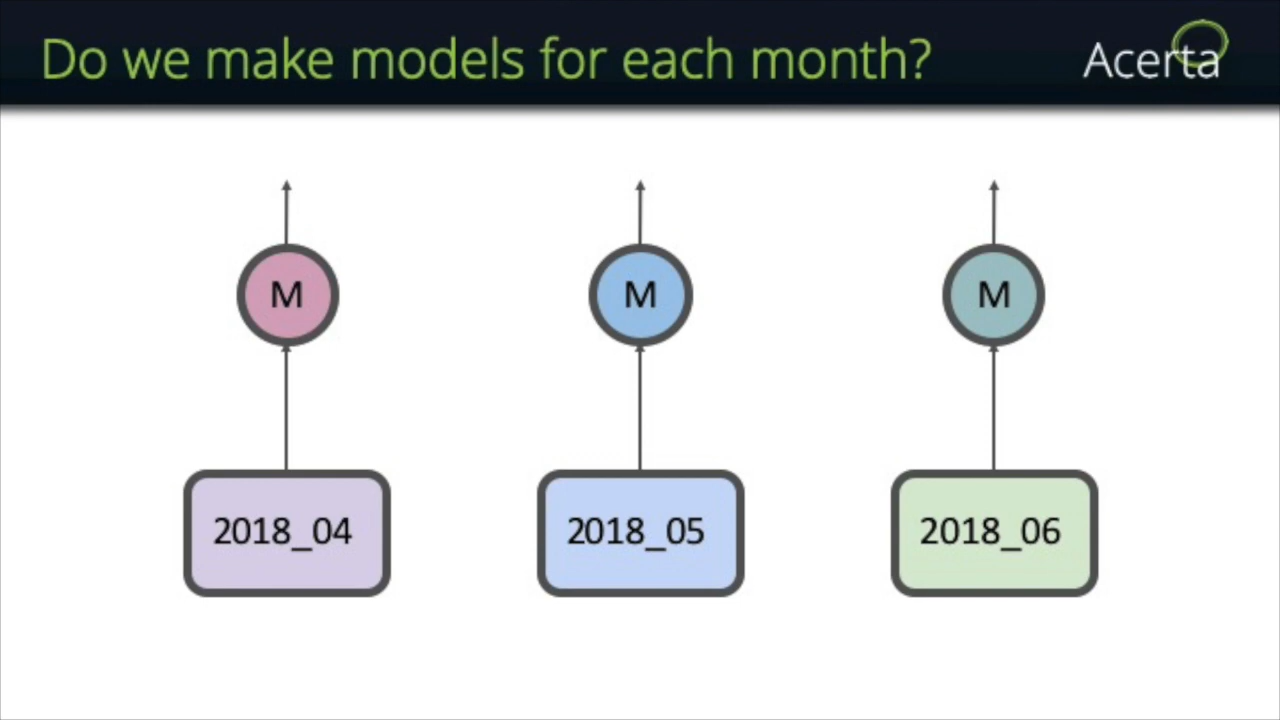 Do we make models for each month?
Acerta
M
M
M
2018_04
2018_05
2018_06